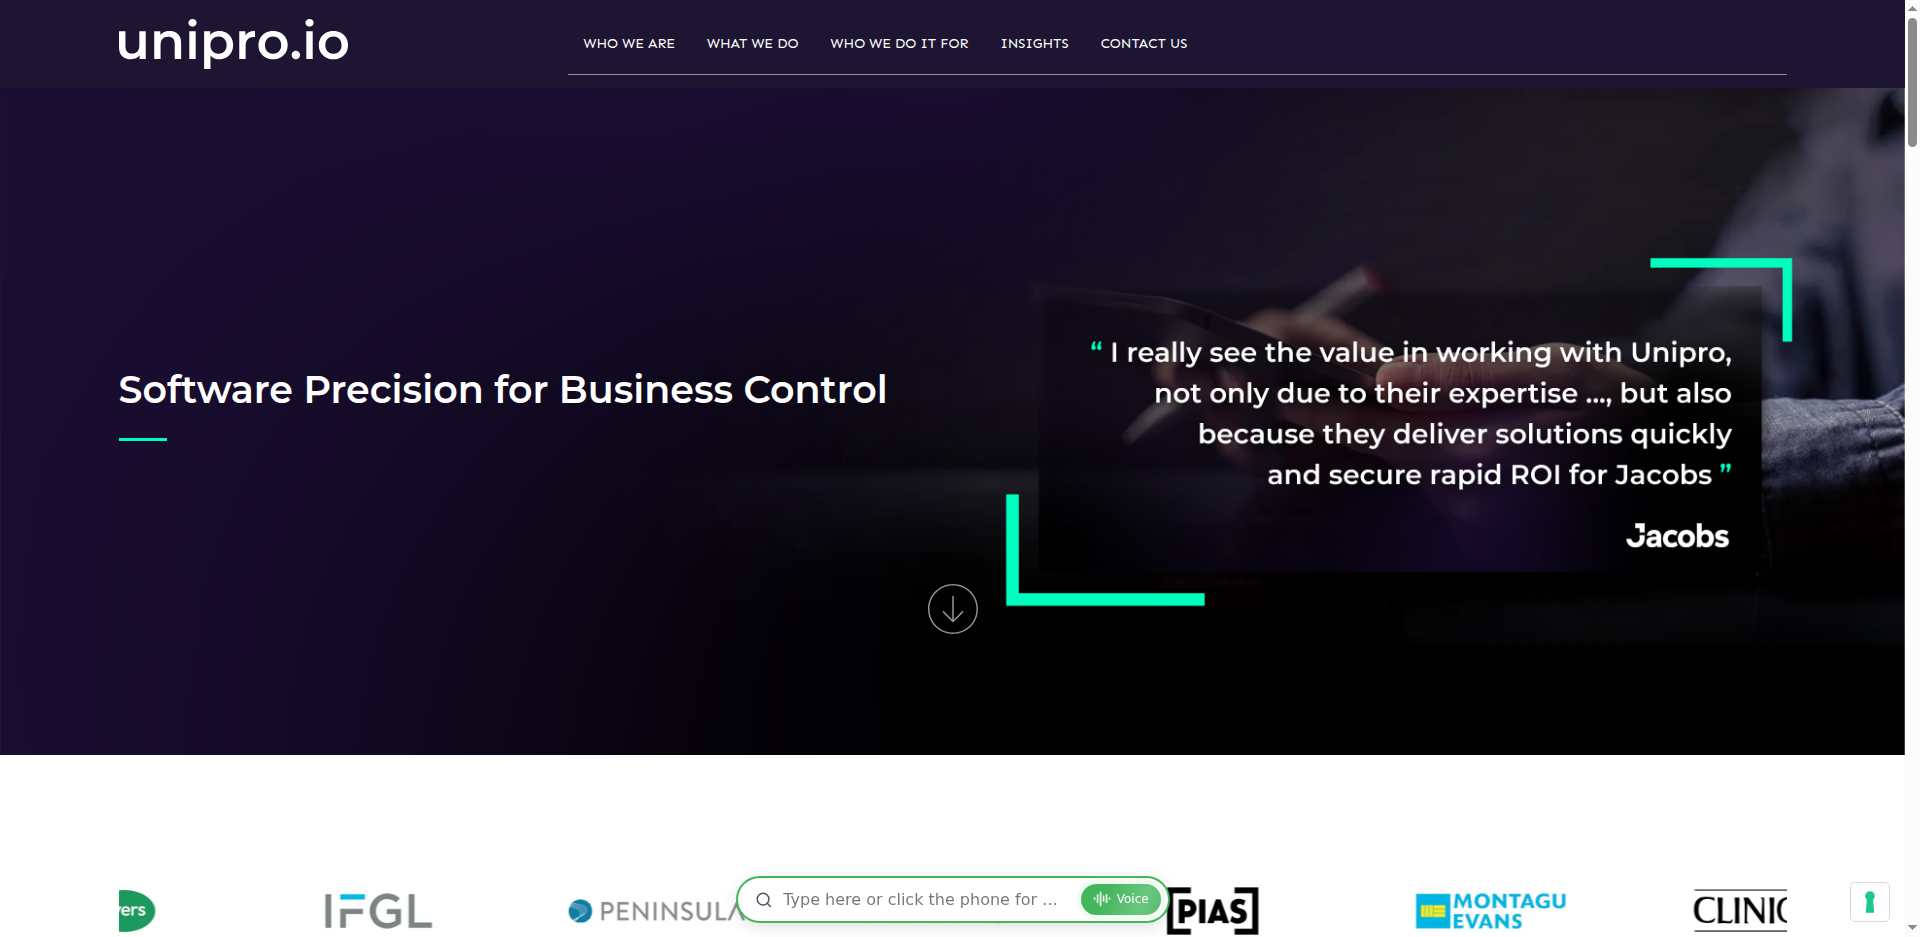 unipro.io
WHO WE ARE
WHAT WE DO
WHO WE DO IT FOR
INSIGHTS
CONTACT US
Software Precision for Business Control
“ I really see the value in working with Unipro,
not only due to their expertise ..., but also
because they deliver solutions quickly
and secure rapid ROI for Jacobs ”
Jacobs
vers
IFGL
PENINSULA
Type here or click the phone for ...
Voice
[PIAS]
MONTAGU
EVANS
CLINIC